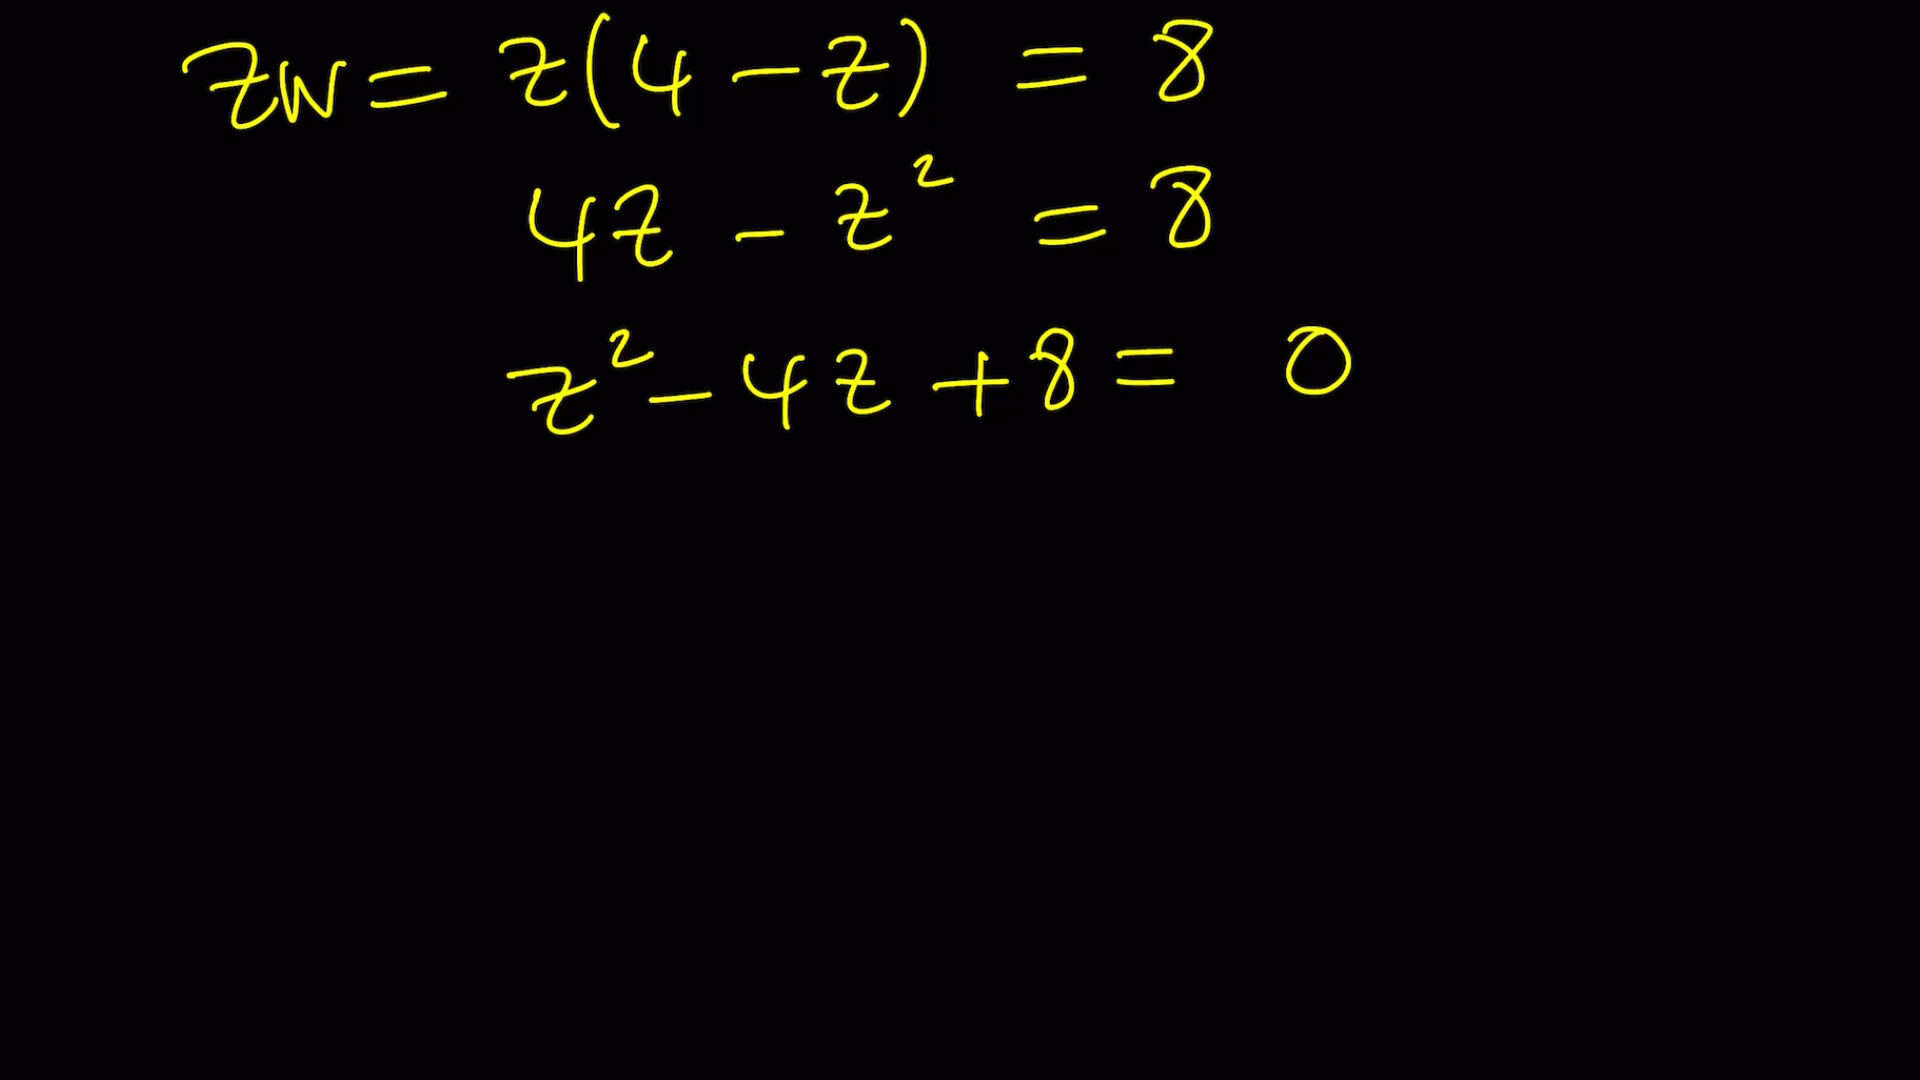 zw = z(4 - z) = 8
4z - z² = 8
z² - 4z + 8 = 0